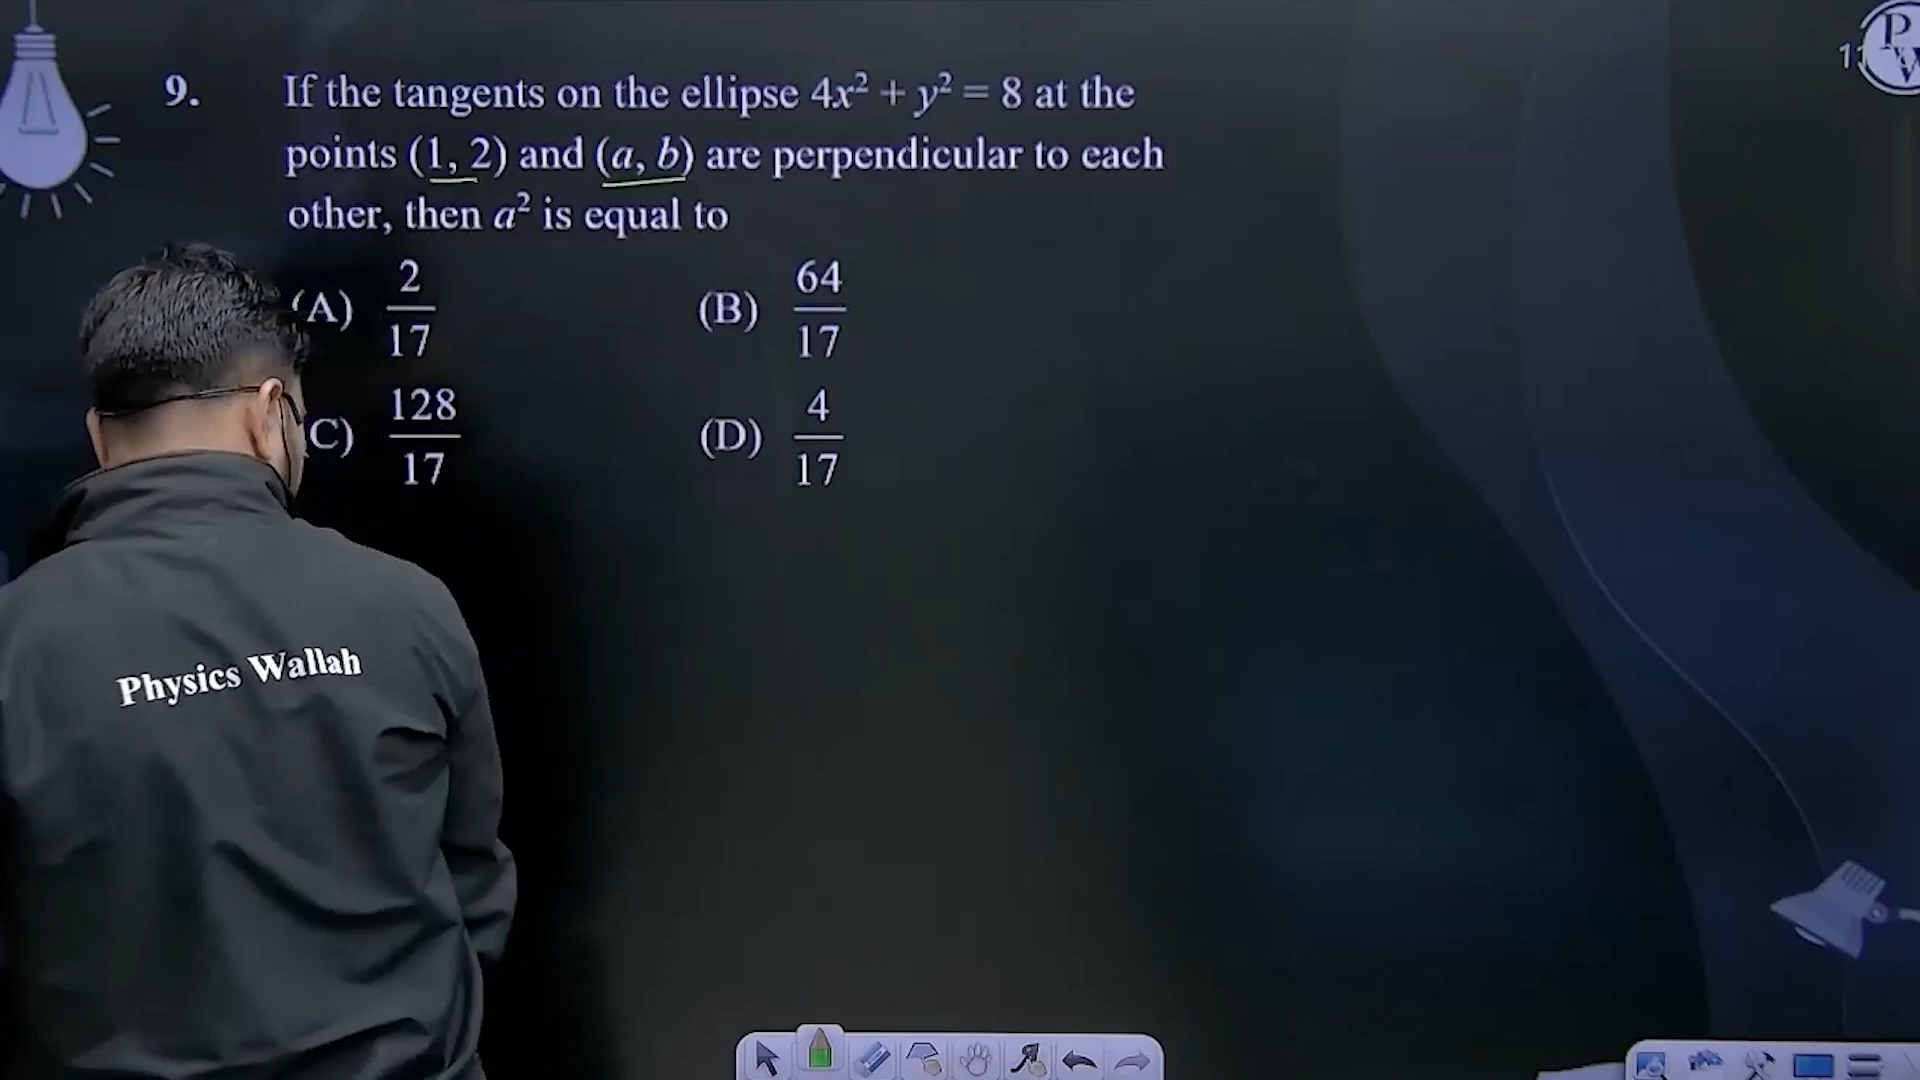 9. If the tangents on the ellipse 4x² + y² = 8 at the
points (1, 2) and (a, b) are perpendicular to each
other, then a² is equal to
(A) 2/17 (B) 64/17
(C) 128/17 (D) 4/17
Physics Wallah
PW